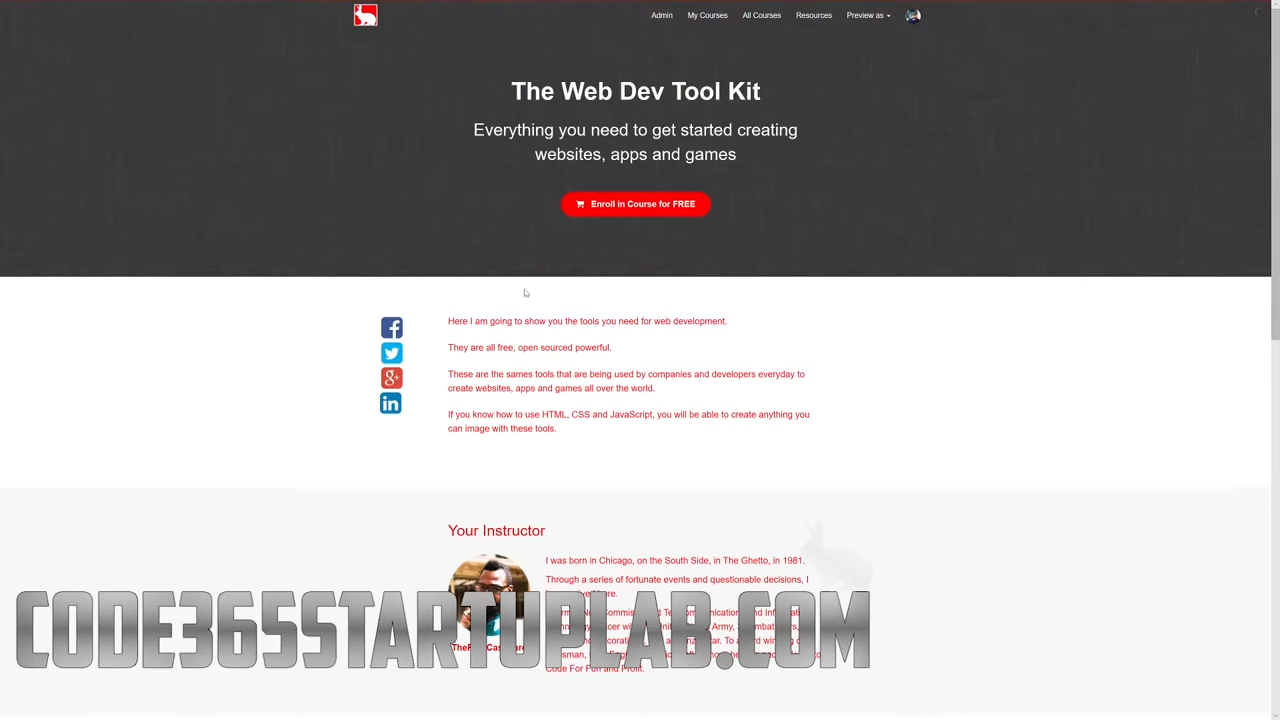 Admin My Courses All Courses Resources Preview as
The Web Dev Tool Kit
Everything you need to get started creating
websites, apps and games
Enroll in Course for FREE
Here I am going to show you the tools you need for web development.
They are all free, open sourced powerful.
These are the sames tools that are being used by companies and developers everyday to
create websites, apps and games all over the world.
If you know how to use HTML, CSS and JavaScript, you will be able to create anything you
can image with these tools.
Your Instructor
I was born in Chicago, on the South Side, in The Ghetto, in 1981.
Through a series of fortunate events and questionable decisions, I
CODE365STARTUPLAB.COM
Code For Fun and Profit.